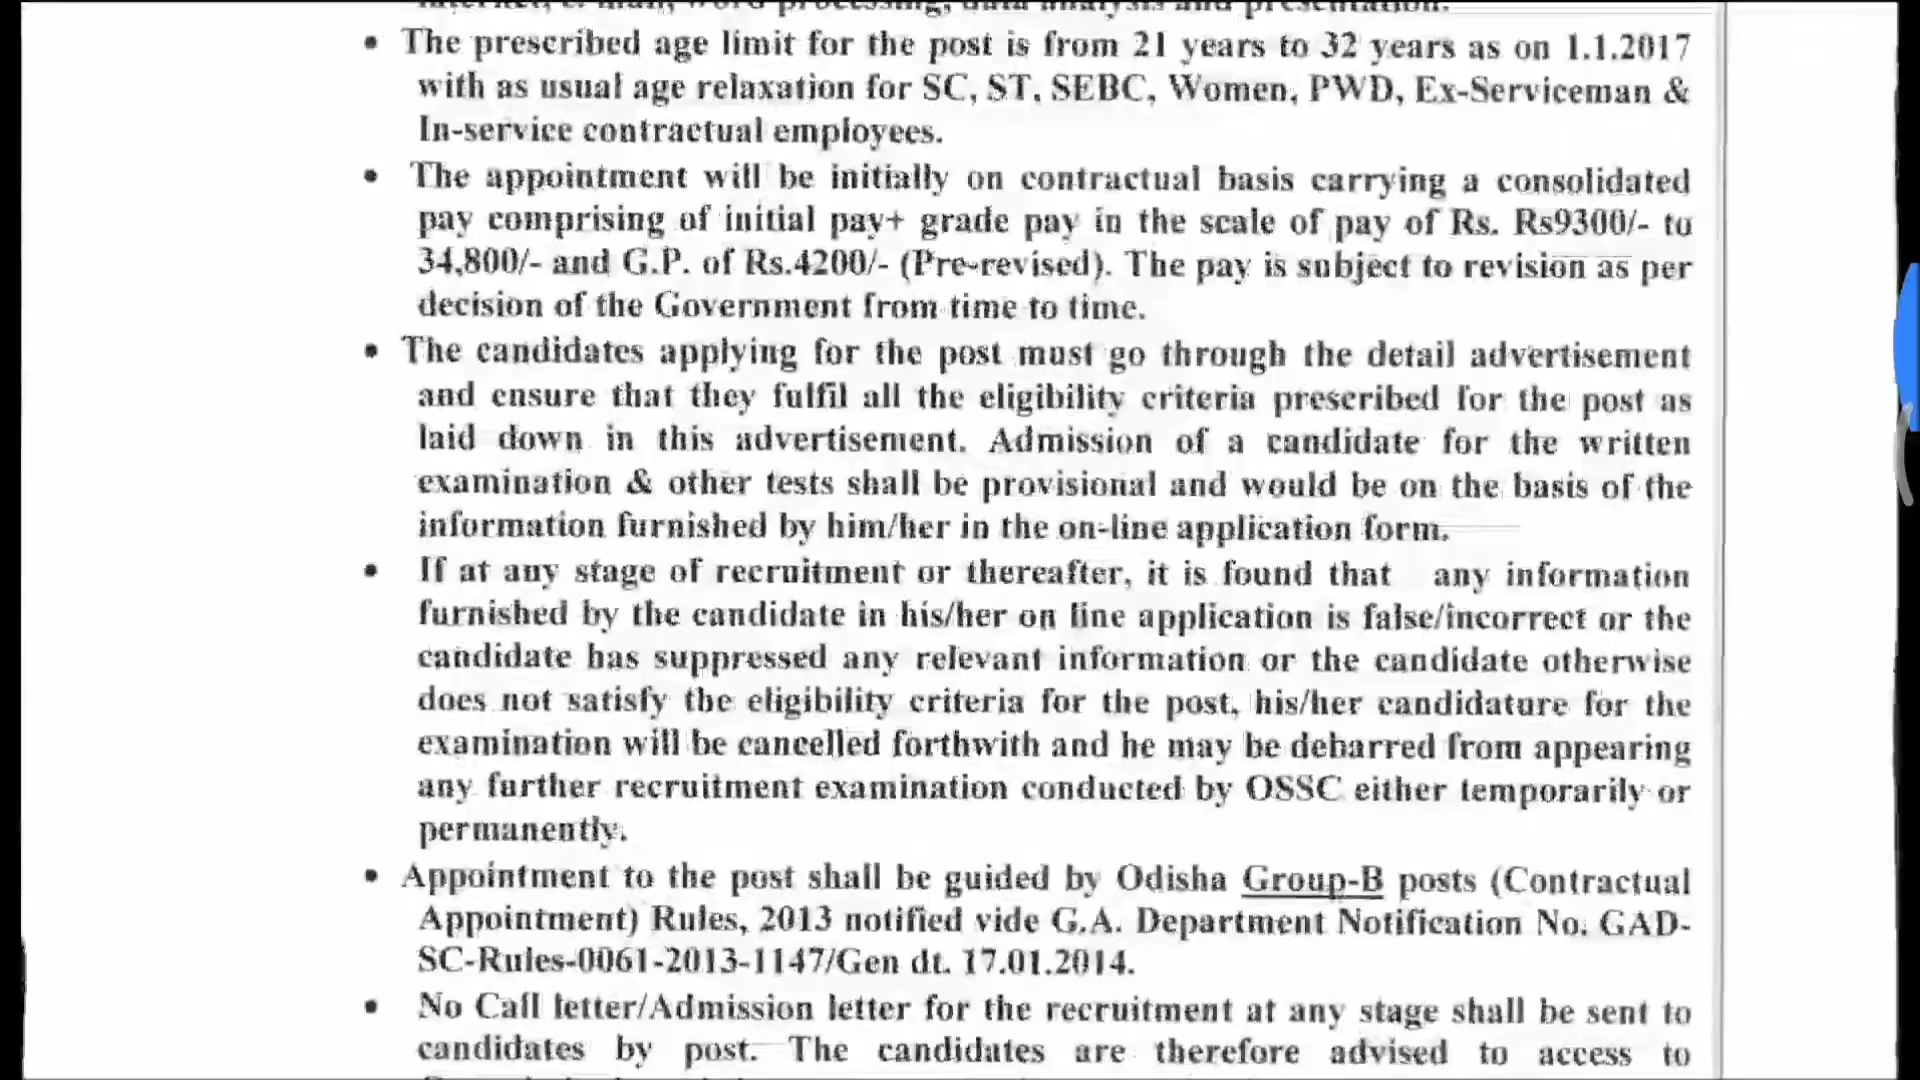 internet, e-mail, word processing, data analysis and presentation.
• The prescribed age limit for the post is from 21 years to 32 years as on 1.1.2017
with as usual age relaxation for SC, ST, SEBC, Women, PWD, Ex-Serviceman &
In-service contractual employees.
• The appointment will be initially on contractual basis carrying a consolidated
pay comprising of initial pay+ grade pay in the scale of pay of Rs. Rs9300/- to
34,800/- and G.P. of Rs.4200/- (Pre-revised). The pay is subject to revision as per
decision of the Government from time to time.
• The candidates applying for the post must go through the detail advertisement
and ensure that they fulfil all the eligibility criteria prescribed for the post as
laid down in this advertisement. Admission of a candidate for the written
examination & other tests shall be provisional and would be on the basis of the
information furnished by him/her in the on-line application form.
• If at any stage of recruitment or thereafter, it is found that any information
furnished by the candidate in his/her on line application is false/incorrect or the
candidate has suppressed any relevant information or the candidate otherwise
does not satisfy the eligibility criteria for the post, his/her candidature for the
examination will be cancelled forthwith and he may be debarred from appearing
any further recruitment examination conducted by OSSC either temporarily or
permanently.
• Appointment to the post shall be guided by Odisha Group-B posts (Contractual
Appointment) Rules, 2013 notified vide G.A. Department Notification No. GAD-
SC-Rules-0061-2013-1147/Gen dt. 17.01.2014.
• No Call letter/Admission letter for the recruitment at any stage shall be sent to
candidates by post. The candidates are therefore advised to access to